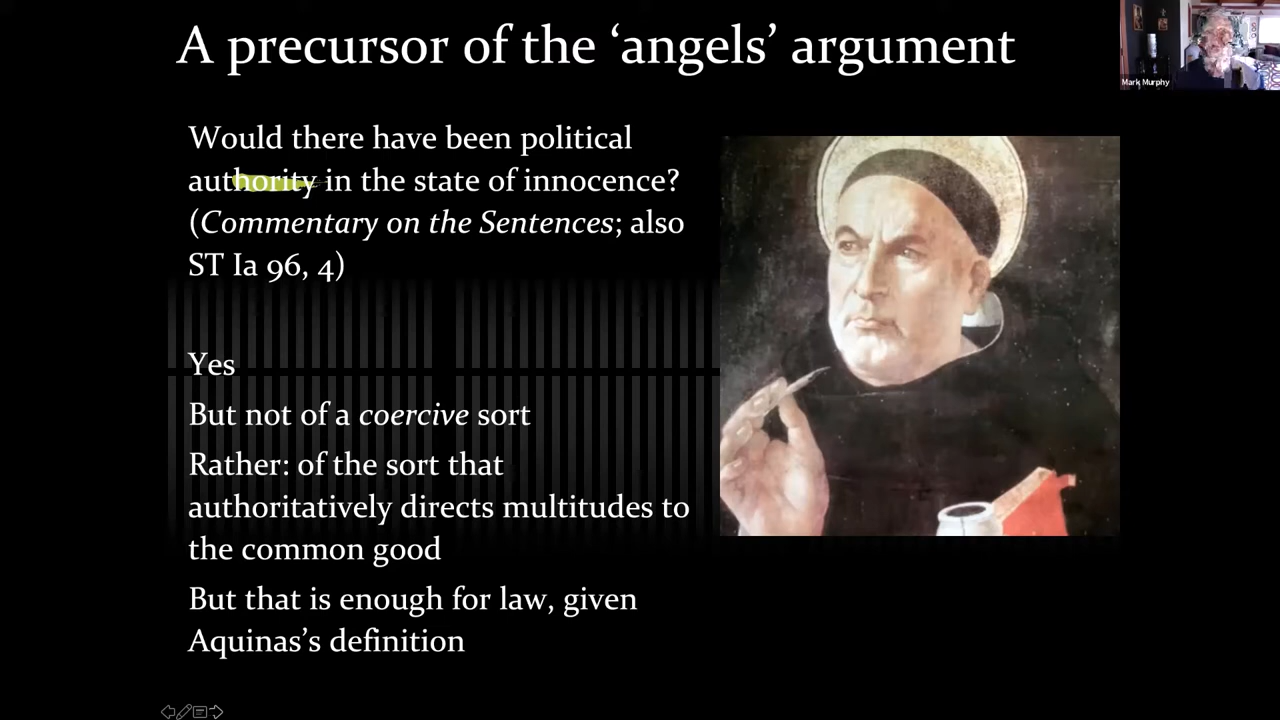 A precursor of the ‘angels’ argument
Mark Murphy
Would there have been political
authority in the state of innocence?
(Commentary on the Sentences; also
ST Ia 96, 4)
Yes
But not of a coercive sort
Rather: of the sort that
authoritatively directs multitudes to
the common good
But that is enough for law, given
Aquinas’s definition